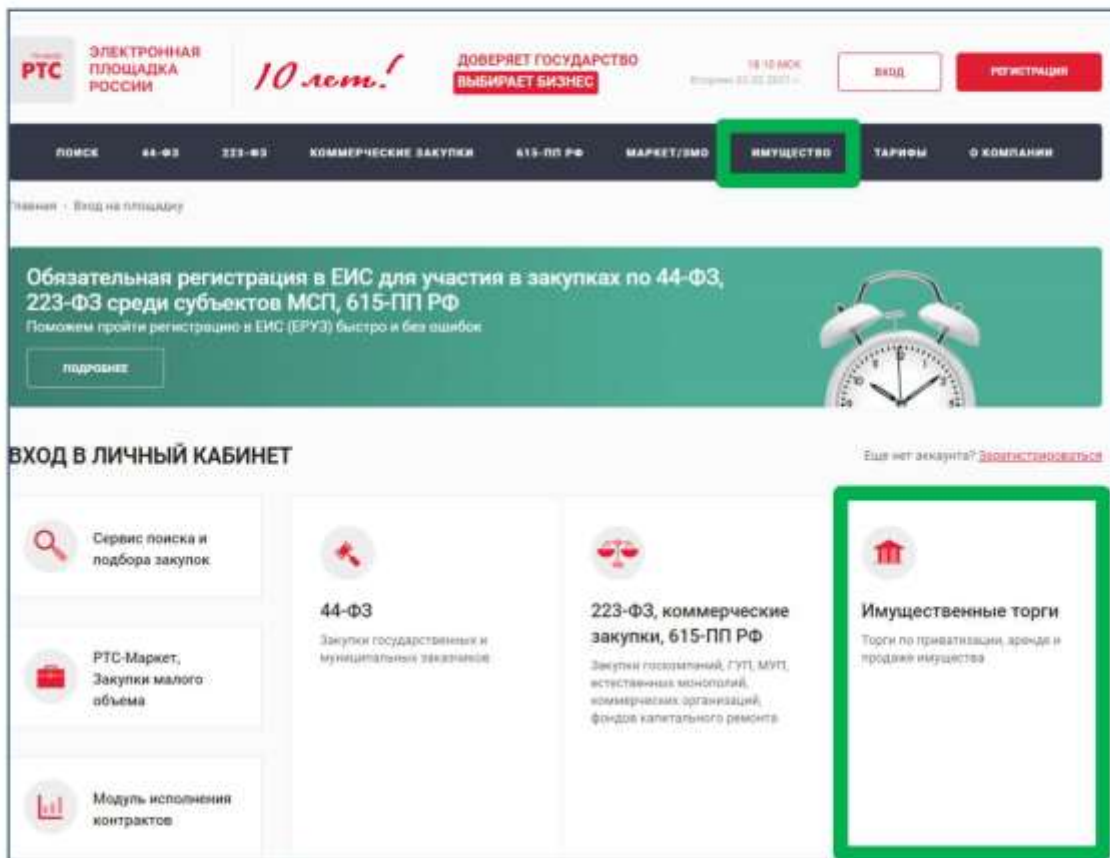 РТС
ЭЛЕКТРОННАЯ
ПЛОЩАДКА
РОССИИ
10 лет!
ДОВЕРЯЕТ ГОСУДАРСТВО
ВЫБИРАЕТ БИЗНЕС
ВХОД
РЕГИСТРАЦИЯ
ПОИСК 44-ФЗ 223-ФЗ КОММЕРЧЕСКИЕ ЗАКУПКИ 615-ПП РФ МАРКЕТ/ЗМО ИМУЩЕСТВО ТАРИФЫ О КОМПАНИИ
Главная - Вход на площадку
Обязательная регистрация в ЕИС для участия в закупках по 44-ФЗ,
223-ФЗ среди субъектов МСП, 615-ПП РФ
Поможем пройти регистрацию в ЕИС (ЕРУЗ) быстро и без ошибок
ПОДРОБНЕЕ
ВХОД В ЛИЧНЫЙ КАБИНЕТ
Еще нет аккаунта? Зарегистрироваться
Сервис поиска и
подбора закупок
РТС-Маркет,
Закупки малого
объема
Модуль исполнения
контрактов
44-ФЗ
Закупки государственных и
муниципальных заказчиков
223-ФЗ, коммерческие
закупки, 615-ПП РФ
Закупки госкомпаний, ГУП, МУП,
естественных монополий,
коммерческих организаций,
фондов капитального ремонта
Имущественные торги
Торги по приватизации, аренде и
продаже имущества